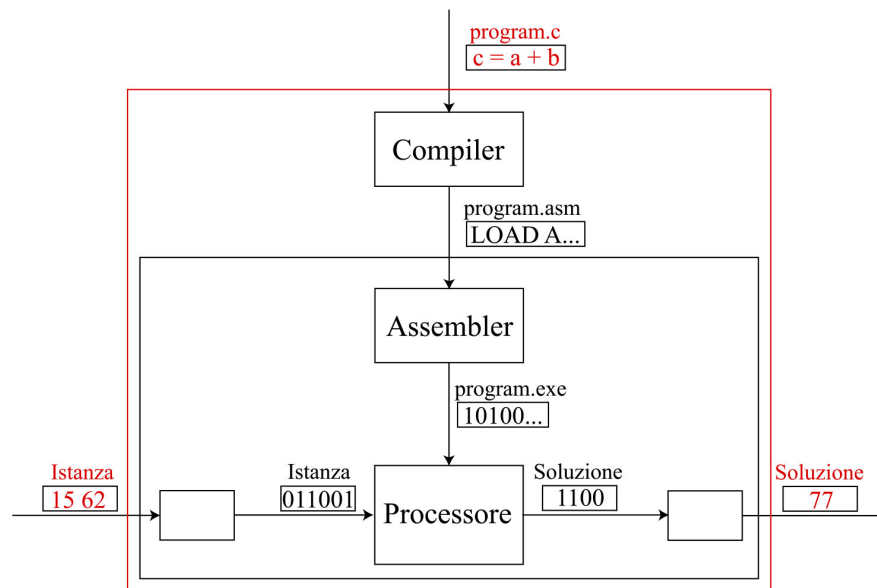 program.c
c = a + b
Compiler
program.asm
LOAD A...
Assembler
program.exe
10100...
Istanza
15 62
Istanza
011001
Processore
Soluzione
1100
Soluzione
77